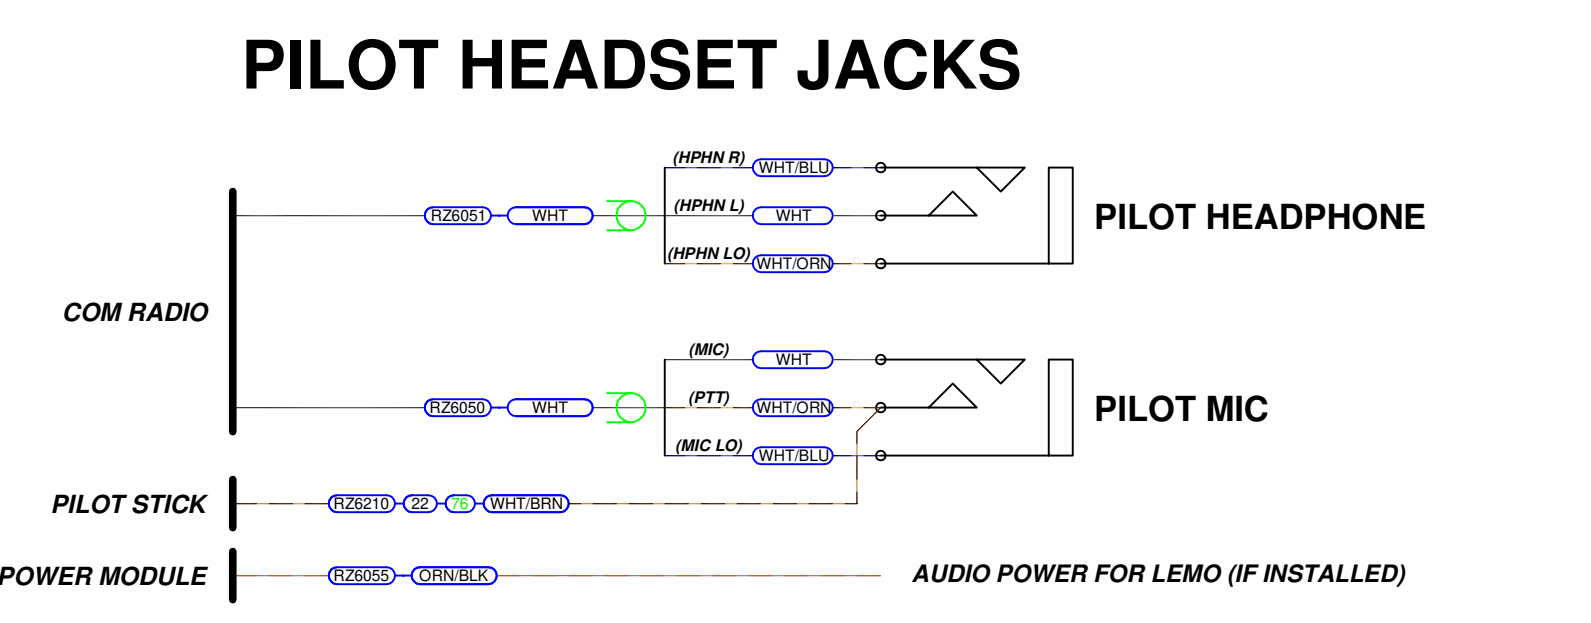 PILOT HEADSET JACKS
(HPHN R) WHT/BLU
RZ6051 WHT (HPHN L) WHT PILOT HEADPHONE
(HPHN LO) WHT/ORN
COM RADIO
(MIC) WHT
RZ6050 WHT (PTT) WHT/ORN PILOT MIC
(MIC LO) WHT/BLU
PILOT STICK RZ6210 22 76 WHT/BRN
POWER MODULE RZ6055 ORN/BLK AUDIO POWER FOR LEMO (IF INSTALLED)